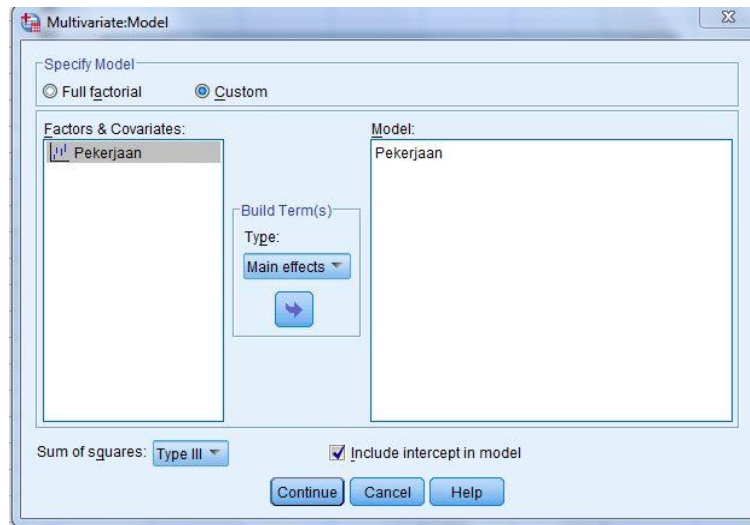 Multivariate:Model
Specify Model
Full factorial
Custom
Factors & Covariates:
Pekerjaan
Build Term(s)
Type:
Main effects
Model:
Pekerjaan
Sum of squares:
Type III
Include intercept in model
Continue
Cancel
Help